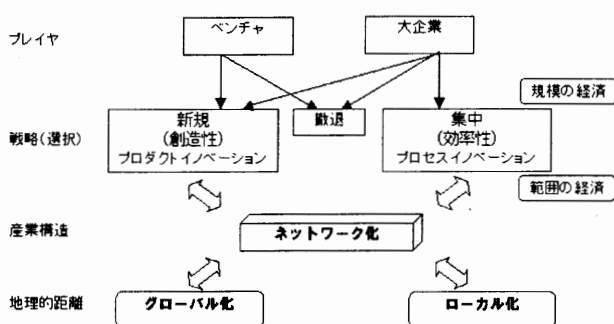 プレイヤ
ベンチャ
大企業
規模の経済
戦略(選択)
新規
(創造性)
プロダクトイノベーション
撤退
集中
(効率性)
プロセスイノベーション
範囲の経済
産業構造
ネットワーク化
地理的距離
グローバル化
ローカル化